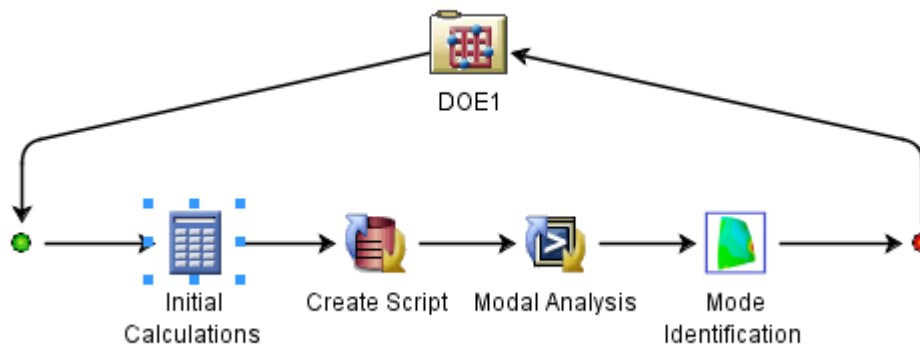 DOE1
Initial
Calculations
Create Script
Modal Analysis
Mode
Identification